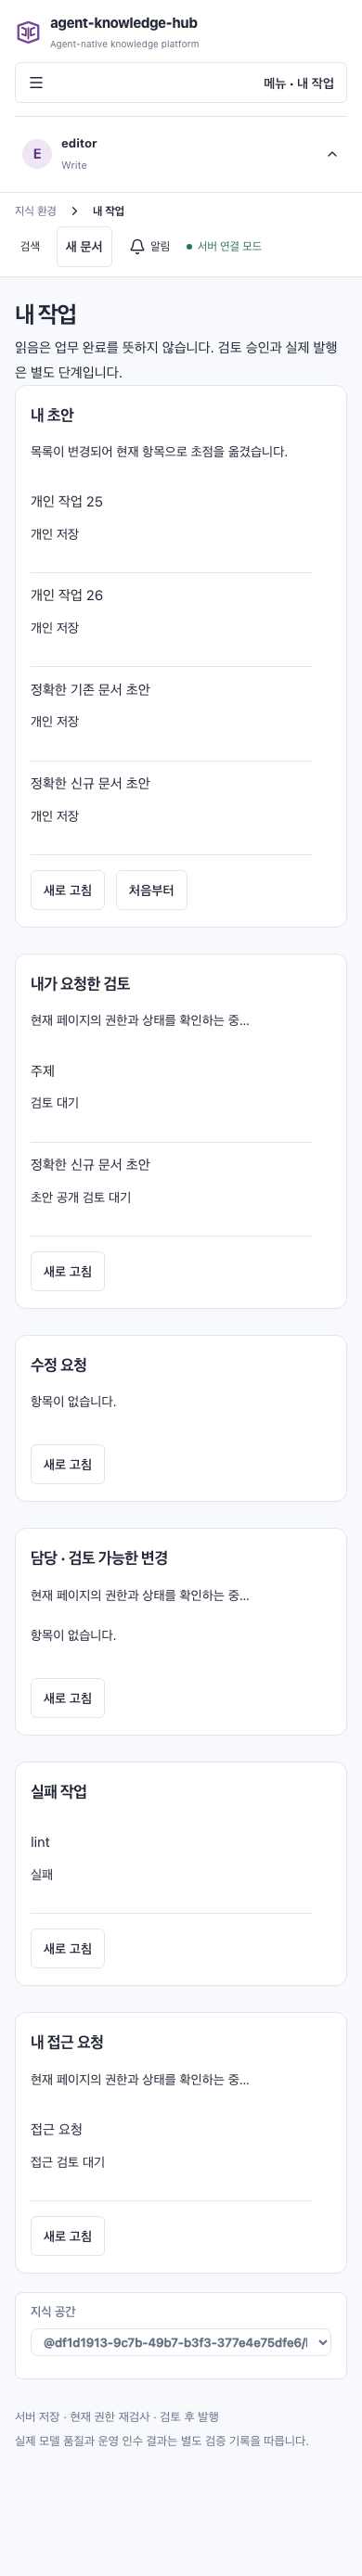 agent-knowledge-hub
Agent-native knowledge platform
메뉴 · 내 작업
E
editor
Write
지식 환경
내 작업
검색
새 문서
알림
서버 연결 모드
내 작업
읽음은 업무 완료를 뜻하지 않습니다. 검토 승인과 실제 발행
은 별도 단계입니다.
내 초안
목록이 변경되어 현재 항목으로 초점을 옮겼습니다.
개인 작업 25
개인 저장
개인 작업 26
개인 저장
정확한 기존 문서 초안
개인 저장
정확한 신규 문서 초안
개인 저장
새로 고침
처음부터
내가 요청한 검토
현재 페이지의 권한과 상태를 확인하는 중...
주제
검토 대기
정확한 신규 문서 초안
초안 공개 검토 대기
새로 고침
수정 요청
항목이 없습니다.
새로 고침
담당 · 검토 가능한 변경
현재 페이지의 권한과 상태를 확인하는 중...
항목이 없습니다.
새로 고침
실패 작업
lint
실패
새로 고침
내 접근 요청
현재 페이지의 권한과 상태를 확인하는 중...
접근 요청
접근 검토 대기
새로 고침
지식 공간
@df1d1913-9c7b-49b7-b3f3-377e4e75dfe6/
서버 저장 · 현재 권한 재검사 · 검토 후 발행
실제 모델 품질과 운영 인수 결과는 별도 검증 기록을 따릅니다.